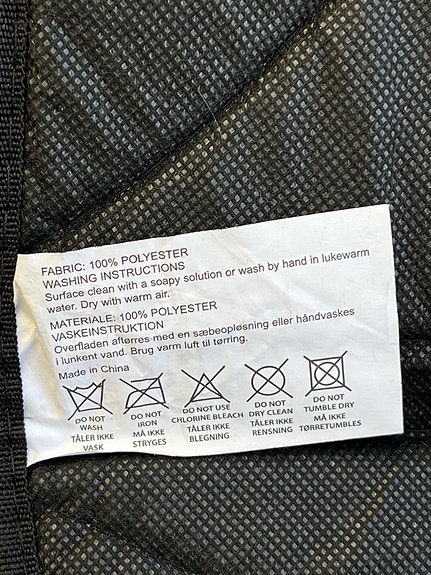 FABRIC: 100% POLYESTER
WASHING INSTRUCTIONS
Surface clean with a soapy solution or wash by hand in lukewarm
water. Dry with warm air.
MATERIALE: 100% POLYESTER
VASKEINSTRUKTION
Overfladen aftørres med en sæbeopløsning eller håndvaskes
i lunkent vand. Brug varm luft til tørring.
Made in China
DO NOT
WASH
TÅLER IKKE
VASK
DO NOT
IRON
MÅ IKKE
STRYGES
DO NOT USE
CHLORINE BLEACH
TÅLER IKKE
BLEGNING
DO NOT
DRY CLEAN
TÅLER IKKE
RENSNING
DO NOT
TUMBLE DRY
MÅ IKKE
TØRRETUMBLES